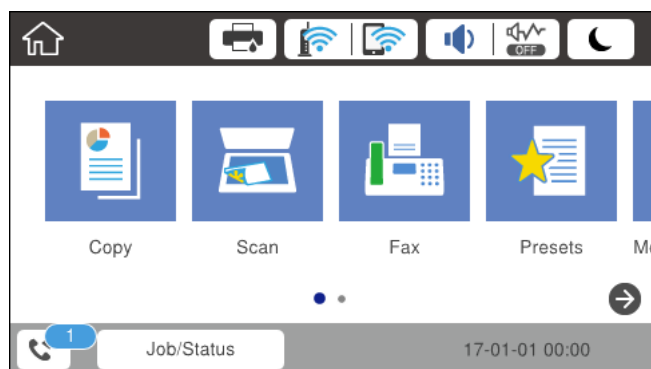 OFF
Copy
Scan
Fax
Presets
1
Job/Status
17-01-01 00:00